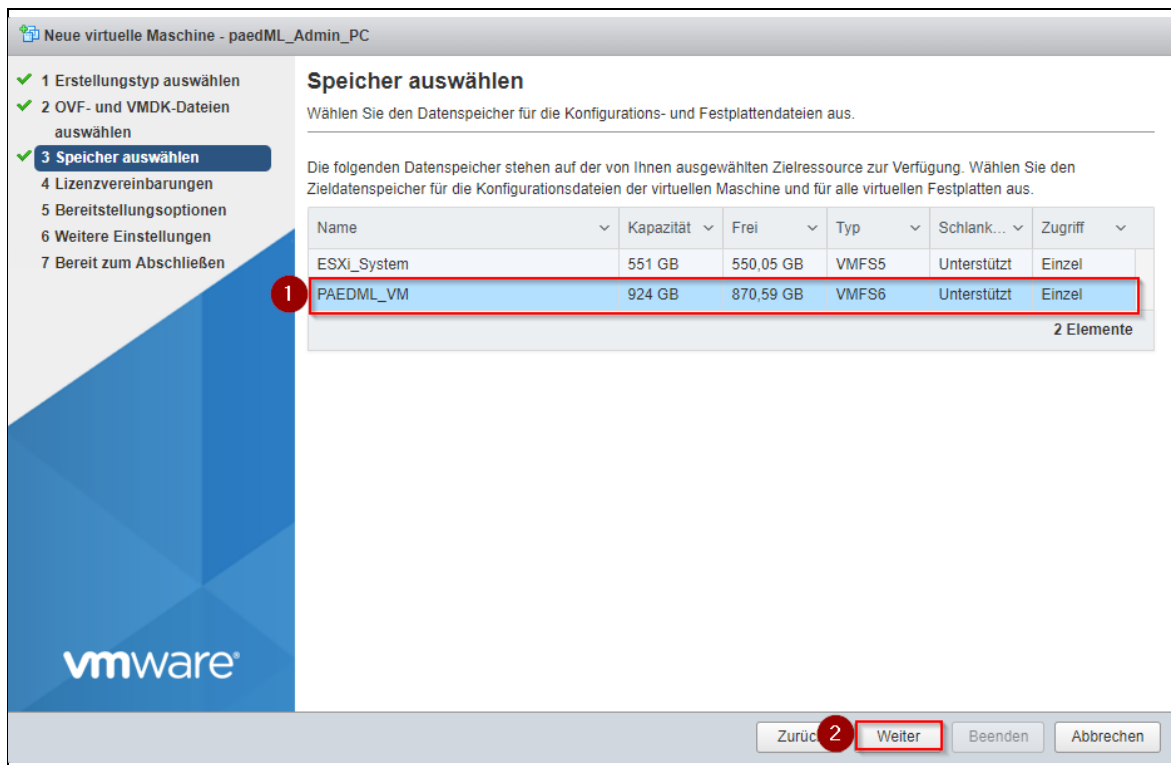 Neue virtuelle Maschine - paedML_Admin_PC
1 Erstellungstyp auswählen
2 OVF- und VMDK-Dateien
auswählen
3 Speicher auswählen
4 Lizenzvereinbarungen
5 Bereitstellungsoptionen
6 Weitere Einstellungen
7 Bereit zum Abschließen
vmware®
Speicher auswählen
Wählen Sie den Datenspeicher für die Konfigurations- und Festplattendateien aus.
Die folgenden Datenspeicher stehen auf der von Ihnen ausgewählten Zielressource zur Verfügung. Wählen Sie den
Zieldatenspeicher für die Konfigurationsdateien der virtuellen Maschine und für alle virtuellen Festplatten aus.
Name Kapazität Frei Typ Schlank... Zugriff
ESXi_System 551 GB 550,05 GB VMFS5 Unterstützt Einzel
1 PAEDML_VM 924 GB 870,59 GB VMFS6 Unterstützt Einzel
2 Elemente
Zurüc 2 Weiter Beenden Abbrechen